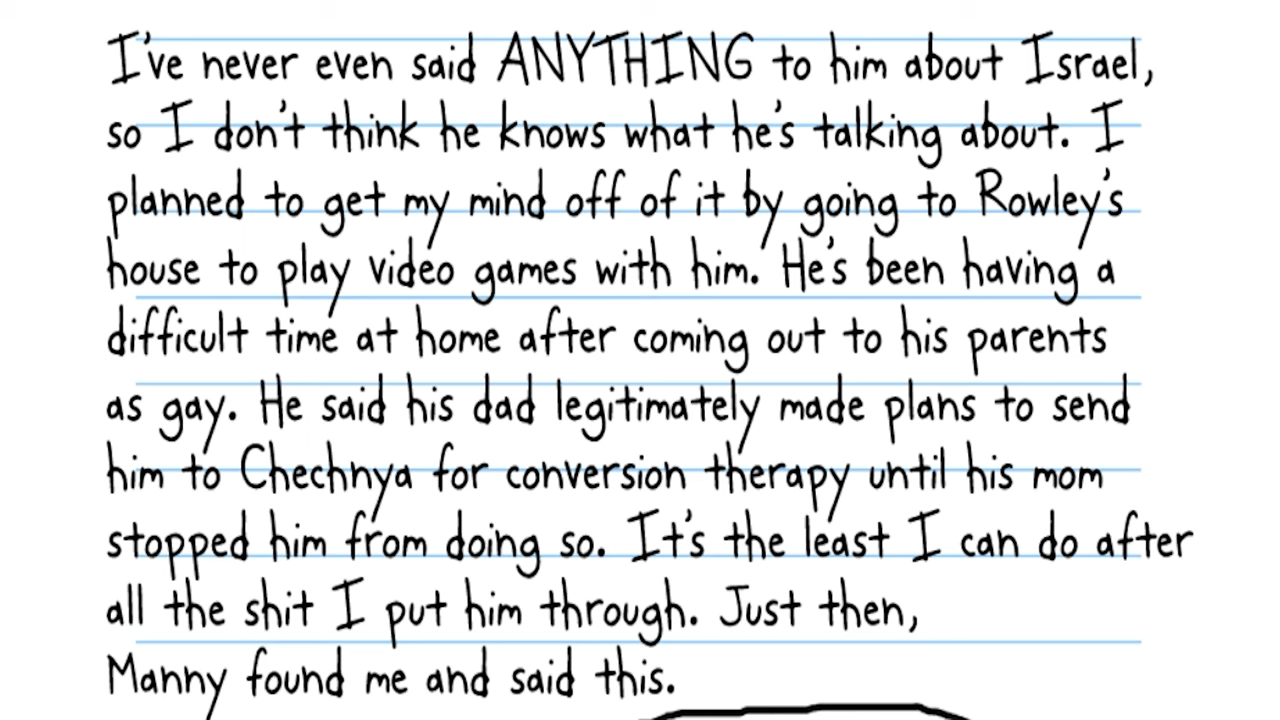 I've never even said ANYTHING to him about Israel,
so I don't think he knows what he's talking about. I
planned to get my mind off of it by going to Rowley's
house to play video games with him. He's been having a
difficult time at home after coming out to his parents
as gay. He said his dad legitimately made plans to send
him to Chechnya for conversion therapy until his mom
stopped him from doing so. It's the least I can do after
all the shit I put him through. Just then,
Manny found me and said this.